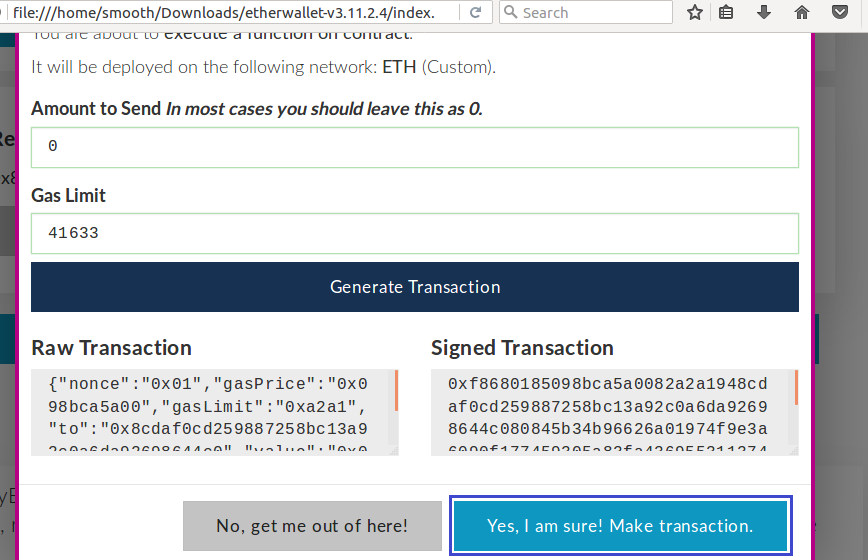 file:///home/smooth/Downloads/etherwallet-v3.11.2.4/index.
Search
You are about to execute a function on contract.
It will be deployed on the following network: ETH (Custom).
Amount to Send In most cases you should leave this as 0.
0
Gas Limit
41633
Generate Transaction
Raw Transaction
{"nonce":"0x01","gasPrice":"0x0
98bca5a00","gasLimit":"0xa2a1",
"to":"0x8cdaf0cd259887258bc13a9
2c0a6da92698644c0","value":"0x0
Signed Transaction
0xf8680185098bca5a0082a2a1948cd
af0cd259887258bc13a92c0a6da9269
8644c080845b34b96626a01974f9e3a
No, get me out of here!
Yes, I am sure! Make transaction.